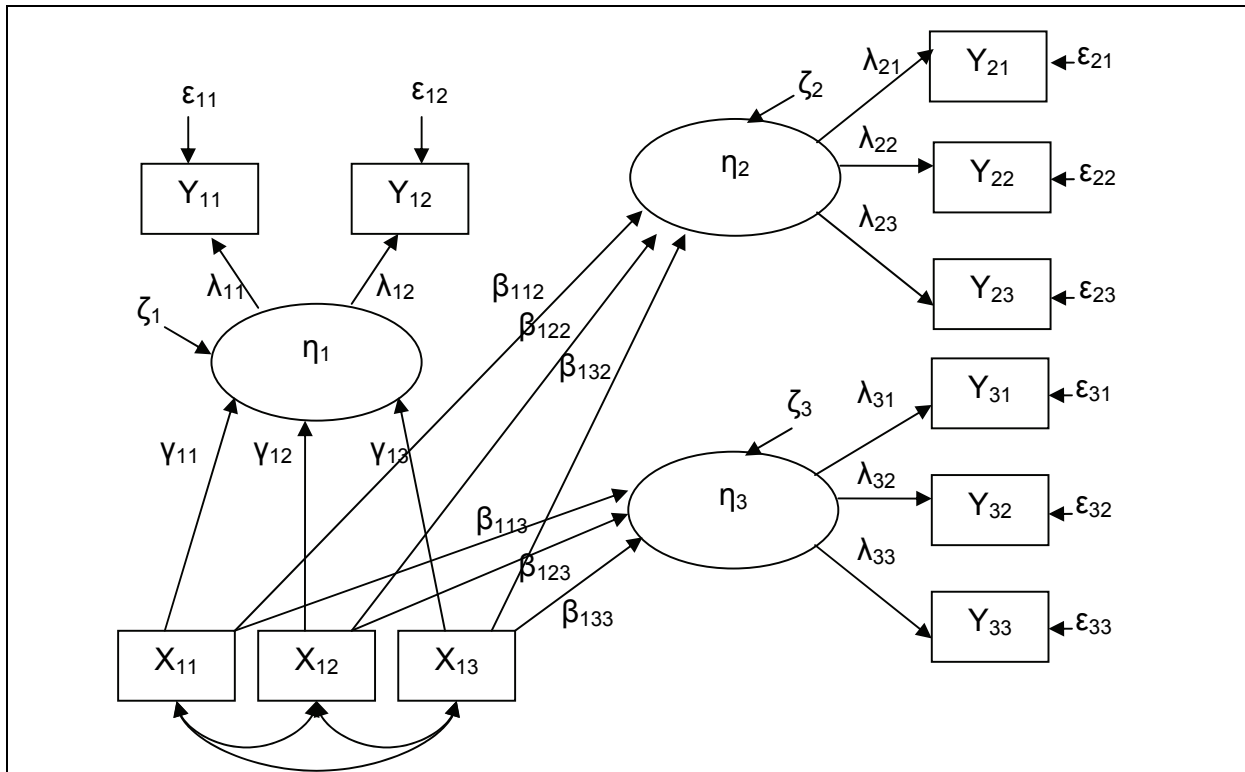 λ₂₁
Y₂₁
ε₂₁
ζ₂
ε₁₁
ε₁₂
λ₂₂
η₂
Y₂₂
ε₂₂
Y₁₁
Y₁₂
λ₂₃
β₁₁₂
λ₁₁
λ₁₂
Y₂₃
ε₂₃
ζ₁
β₁₂₂
η₁
β₁₃₂
λ₃₁
Y₃₁
ε₃₁
ζ₃
γ₁₁
γ₁₂
γ₁₃
λ₃₂
η₃
Y₃₂
ε₃₂
β₁₁₃
λ₃₃
β₁₂₃
β₁₃₃
Y₃₃
ε₃₃
X₁₁
X₁₂
X₁₃